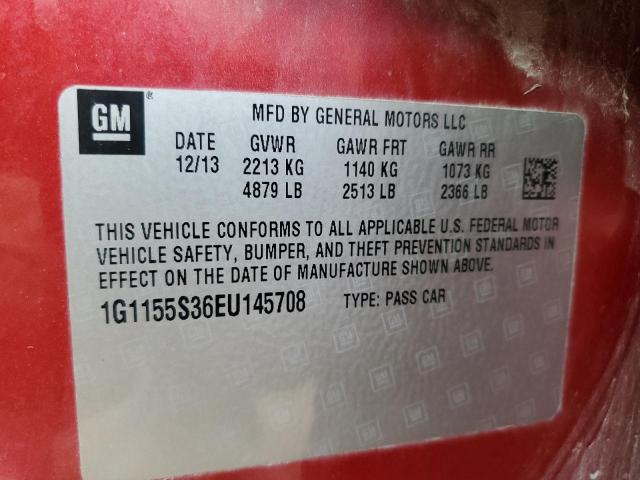 GM®
MFD BY GENERAL MOTORS LLC
DATE GVWR GAWR FRT GAWR RR
12/13 2213 KG 1140 KG 1073 KG
4879 LB 2513 LB 2366 LB
THIS VEHICLE CONFORMS TO ALL APPLICABLE U.S. FEDERAL MOTOR
VEHICLE SAFETY, BUMPER, AND THEFT PREVENTION STANDARDS IN
EFFECT ON THE DATE OF MANUFACTURE SHOWN ABOVE.
1G1155S36EU145708 TYPE: PASS CAR